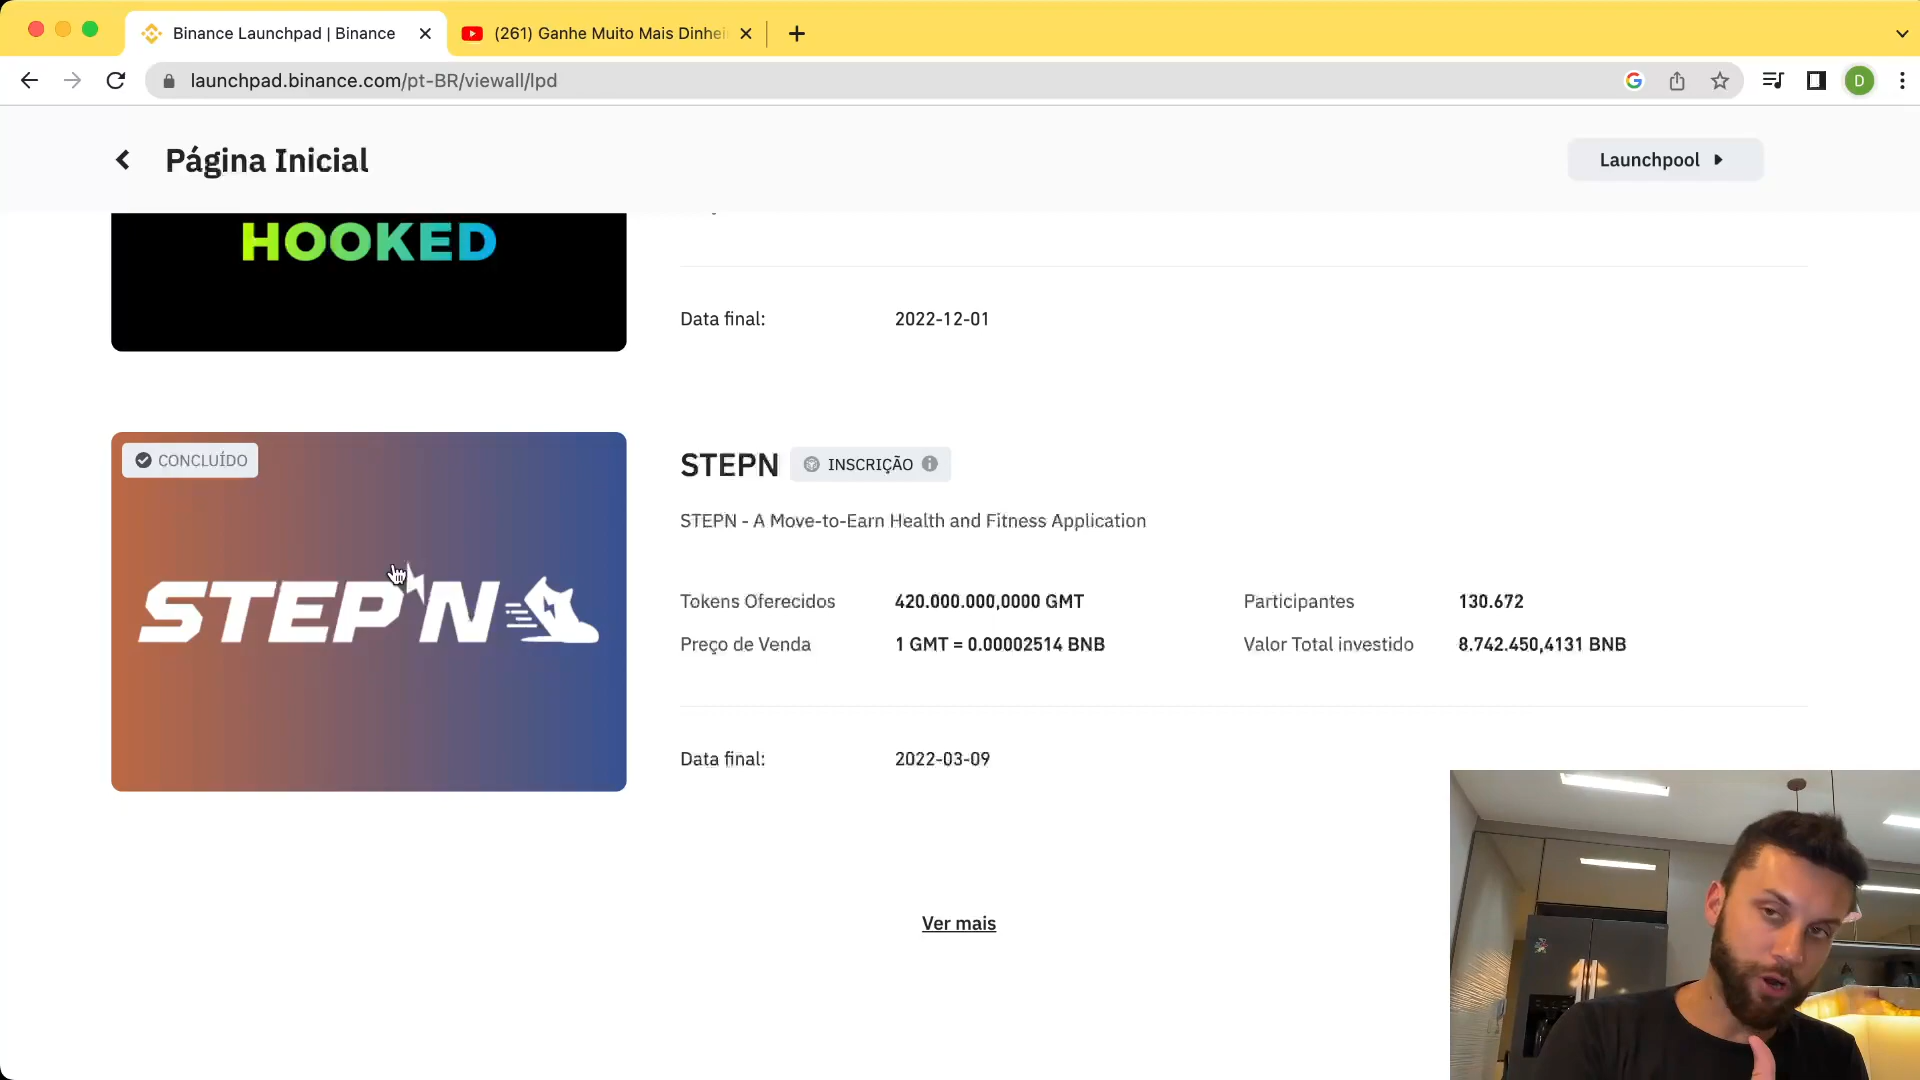 Binance Launchpad | Binance
(261) Ganhe Muito Mais Dinhei
launchpad.binance.com/pt-BR/viewall/lpd
D
Página Inicial
Launchpool
HOOKED
Data final:
2022-12-01
CONCLUÍDO
STEP'N
STEPN
INSCRIÇÃO
STEPN - A Move-to-Earn Health and Fitness Application
Tokens Oferecidos
420.000.000,0000 GMT
Participantes
130.672
Preço de Venda
1 GMT = 0.00002514 BNB
Valor Total investido
8.742.450,4131 BNB
Data final:
2022-03-09
Ver mais